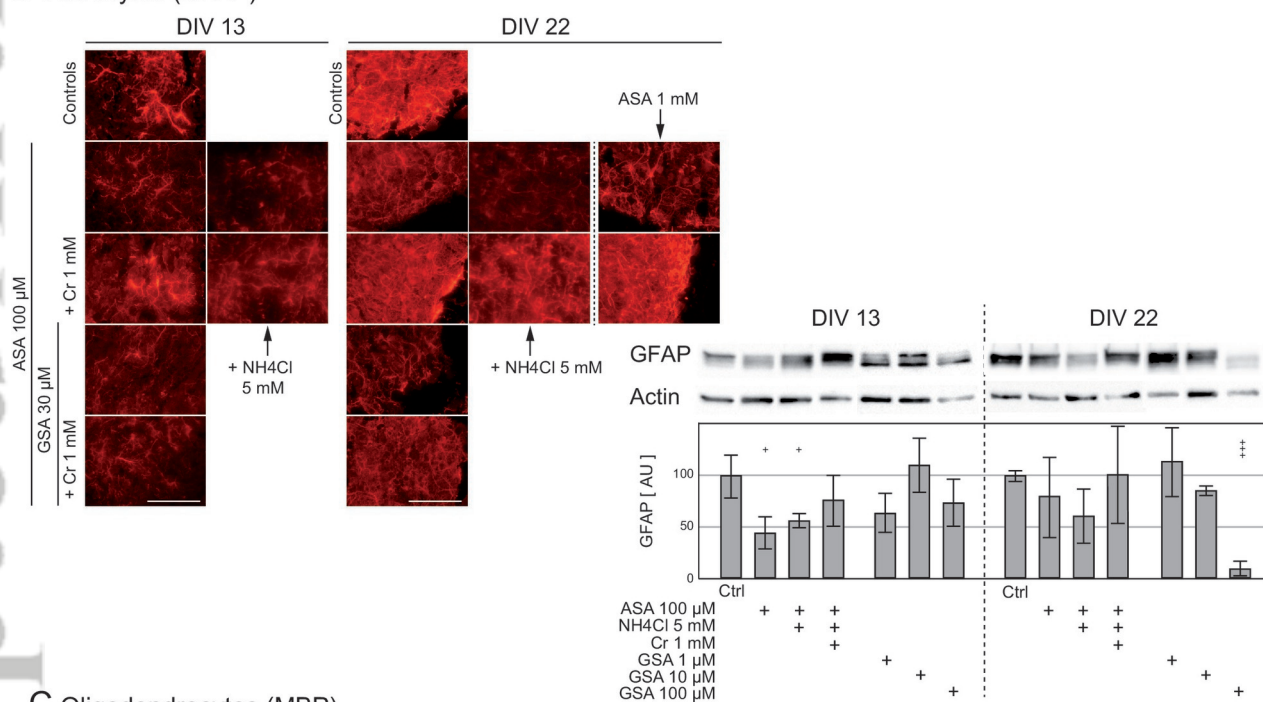 DIV 13
DIV 22
Controls
Controls
ASA 1 mM
ASA 100 µM
+ Cr 1 mM
GSA 30 µM
+ Cr 1 mM
+ NH4Cl
5 mM
+ NH4Cl 5 mM
DIV 13
DIV 22
GFAP
Actin
GFAP [ AU ]
100
50
0
+ +
+++
Ctrl
Ctrl
ASA 100 µM + + + + + +
NH4Cl 5 mM + + + +
Cr 1 mM + +
GSA 1 µM + +
GSA 10 µM + +
GSA 100 µM + +
C Oligodendrocytes (MBP)